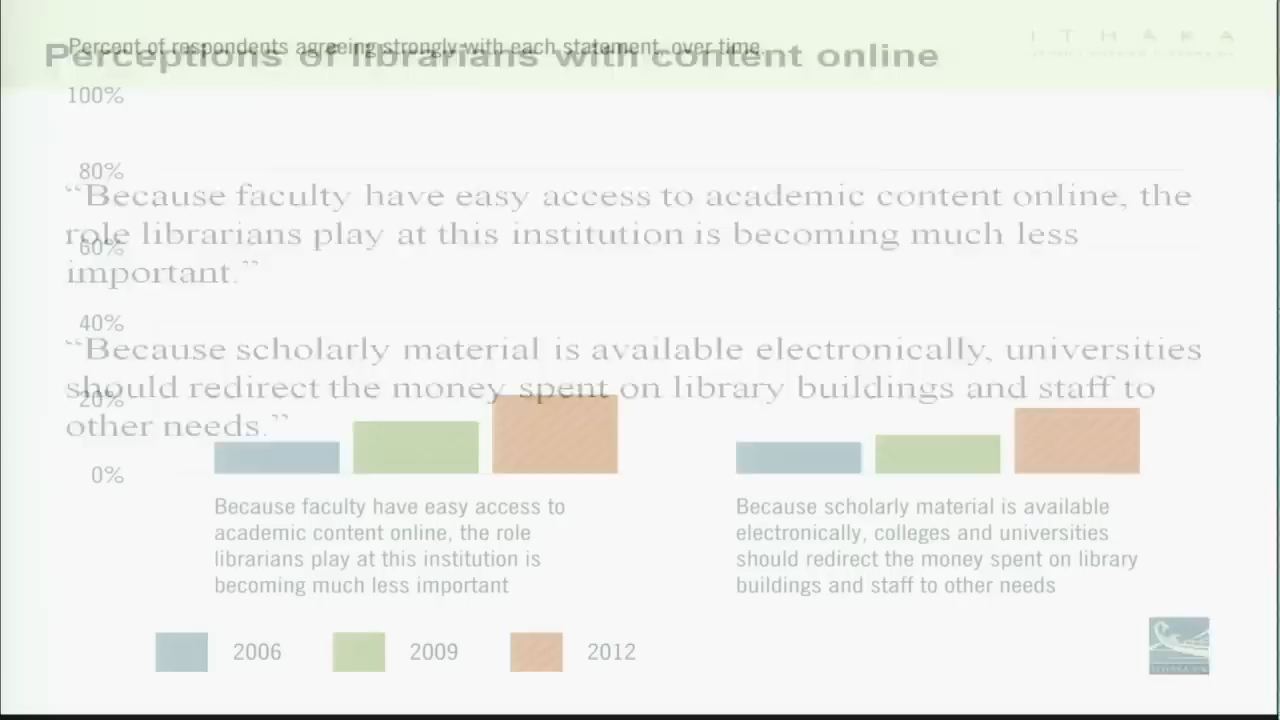 Percent of respondents agreeing strongly with each statement, over time.
Perceptions of librarians with content online
ITHAKA
100%
80%
“Because faculty have easy access to academic content online, the
role librarians play at this institution is becoming much less
60%
important.”
40%
“Because scholarly material is available electronically, universities
should redirect the money spent on library buildings and staff to
20%
other needs.”
0%
Because faculty have easy access to
academic content online, the role
librarians play at this institution is
becoming much less important
Because scholarly material is available
electronically, colleges and universities
should redirect the money spent on library
buildings and staff to other needs
2006
2009
2012